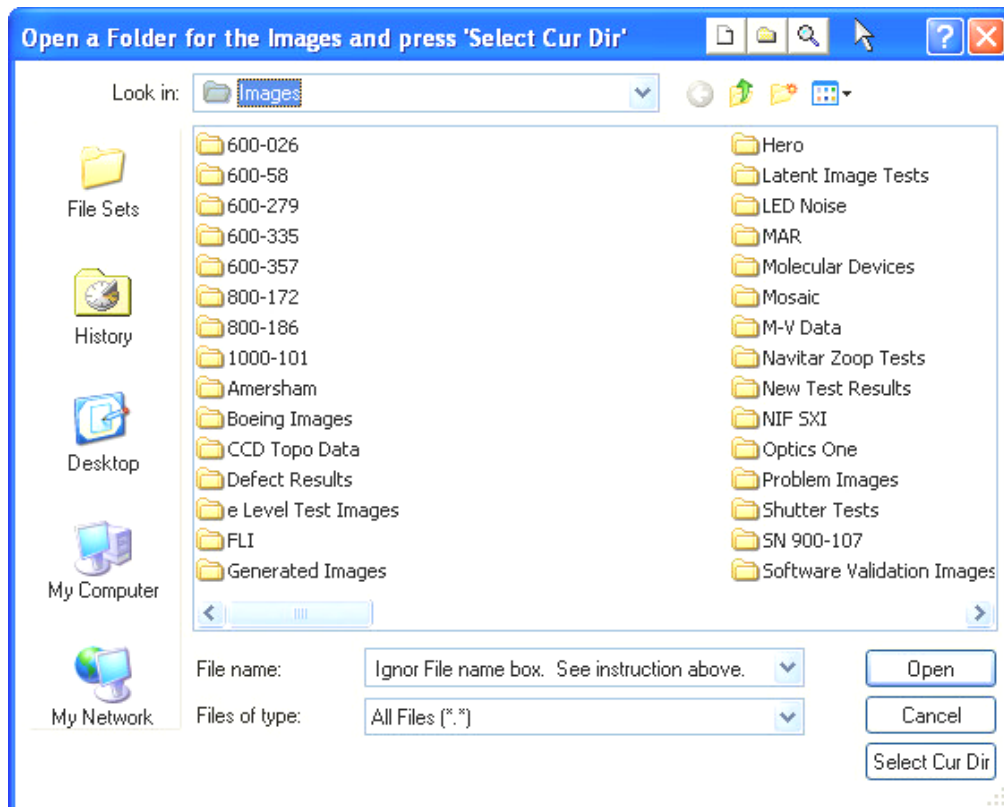 Open a Folder for the Images and press 'Select Cur Dir'
Look in: Images
File Sets
History
Desktop
My Computer
My Network
600-026
600-58
600-279
600-335
600-357
800-172
800-186
1000-101
Amersham
Boeing Images
CCD Topo Data
Defect Results
e Level Test Images
FLI
Generated Images
Hero
Latent Image Tests
LED Noise
MAR
Molecular Devices
Mosaic
M-V Data
Navitar Zoop Tests
New Test Results
NIF SXI
Optics One
Problem Images
Shutter Tests
SN 900-107
Software Validation Images
File name: Ignor File name box. See instruction above.
Open
Files of type: All Files (*.*)
Cancel
Select Cur Dir